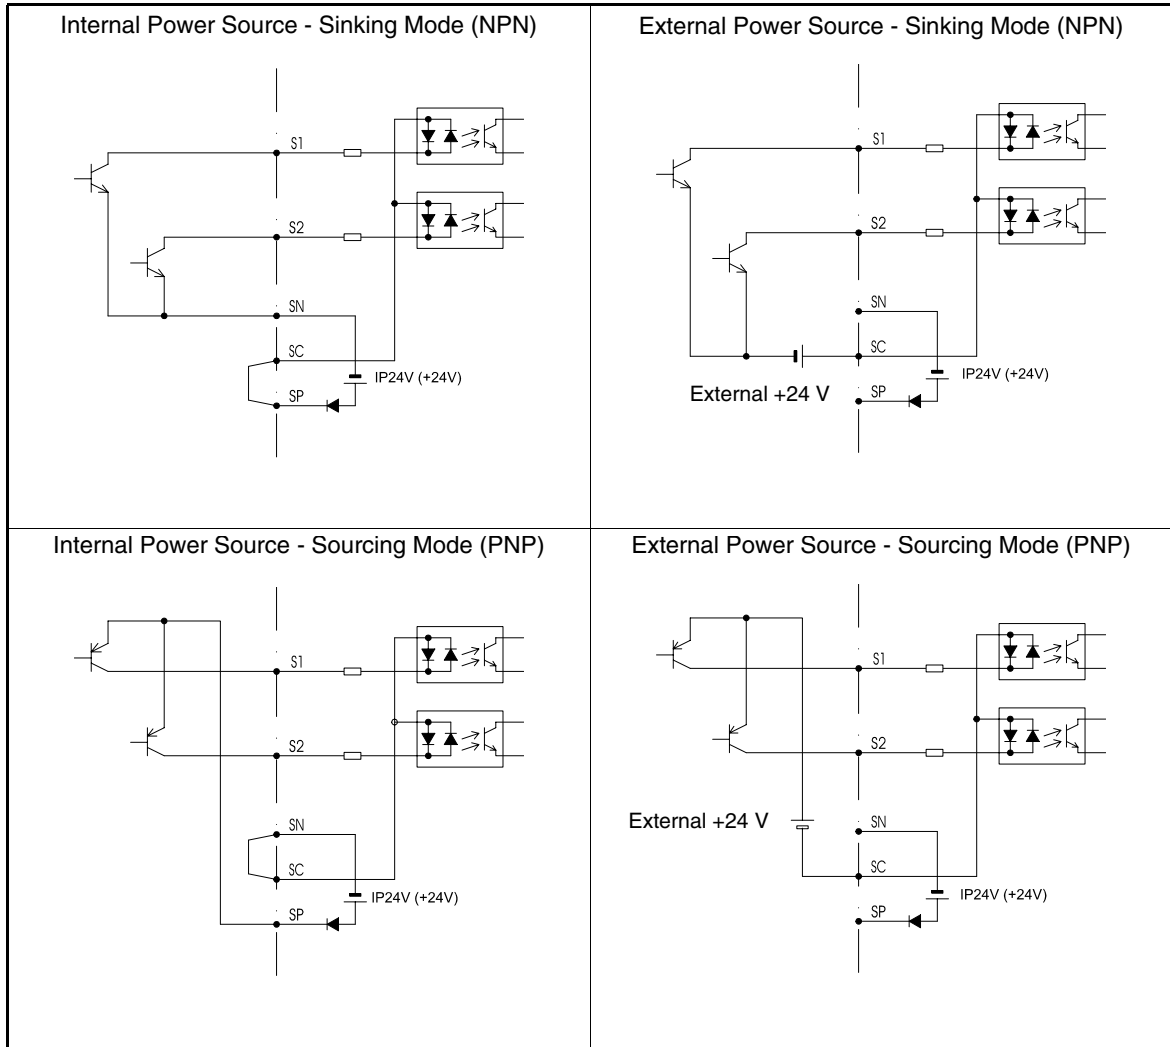 Internal Power Source - Sinking Mode (NPN)
S1
S2
SN
SC
IP24V (+24V)
SP
External Power Source - Sinking Mode (NPN)
S1
S2
SN
SC
IP24V (+24V)
External +24 V
SP
Internal Power Source - Sourcing Mode (PNP)
S1
S2
SN
SC
IP24V (+24V)
SP
External Power Source - Sourcing Mode (PNP)
S1
S2
External +24 V
SN
SC
IP24V (+24V)
SP